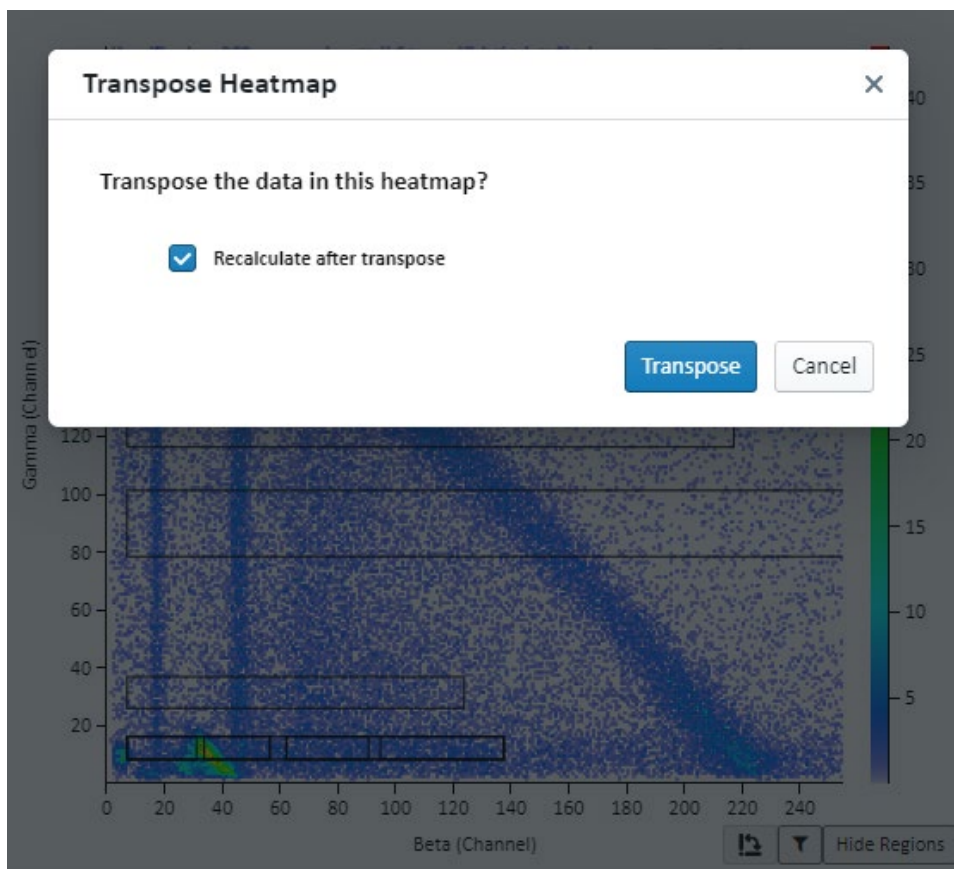 Transpose Heatmap
Transpose the data in this heatmap?
Recalculate after transpose
Transpose Cancel
40
35
30
25
20
15
10
5
Gamma (Channel)
120
100
80
60
40
20
0 20 40 60 80 100 120 140 160 180 200 220 240
Beta (Channel)
Hide Regions